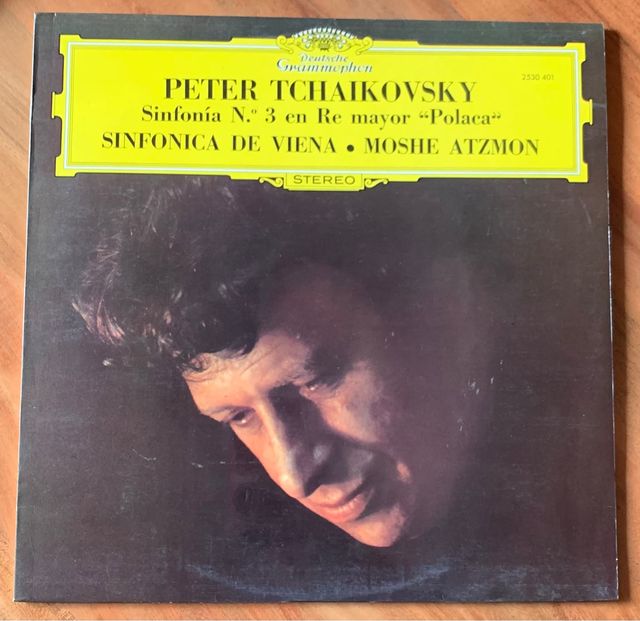 Deutsche
Grammophon
2530 401
PETER TCHAIKOVSKY
Sinfonía N.º 3 en Re mayor “Polaca”
SINFONICA DE VIENA • MOSHE ATZMON
STEREO